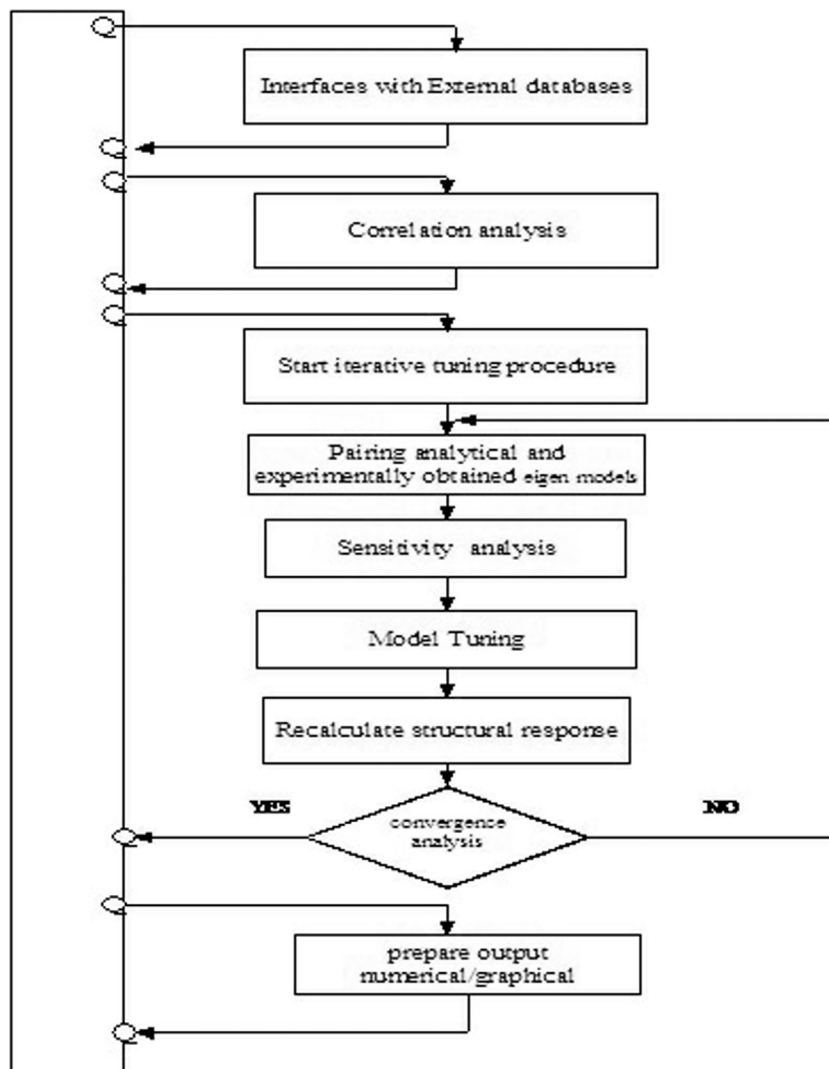 Interfaces with External databases
Correlation analysis
Start iterative tuning procedure
Pairing analytical and
experimentally obtained eigen models
Sensitivity analysis
Model Tuning
Recalculate structural response
YES
NO
convergence
analysis
prepare output
numerical/graphical